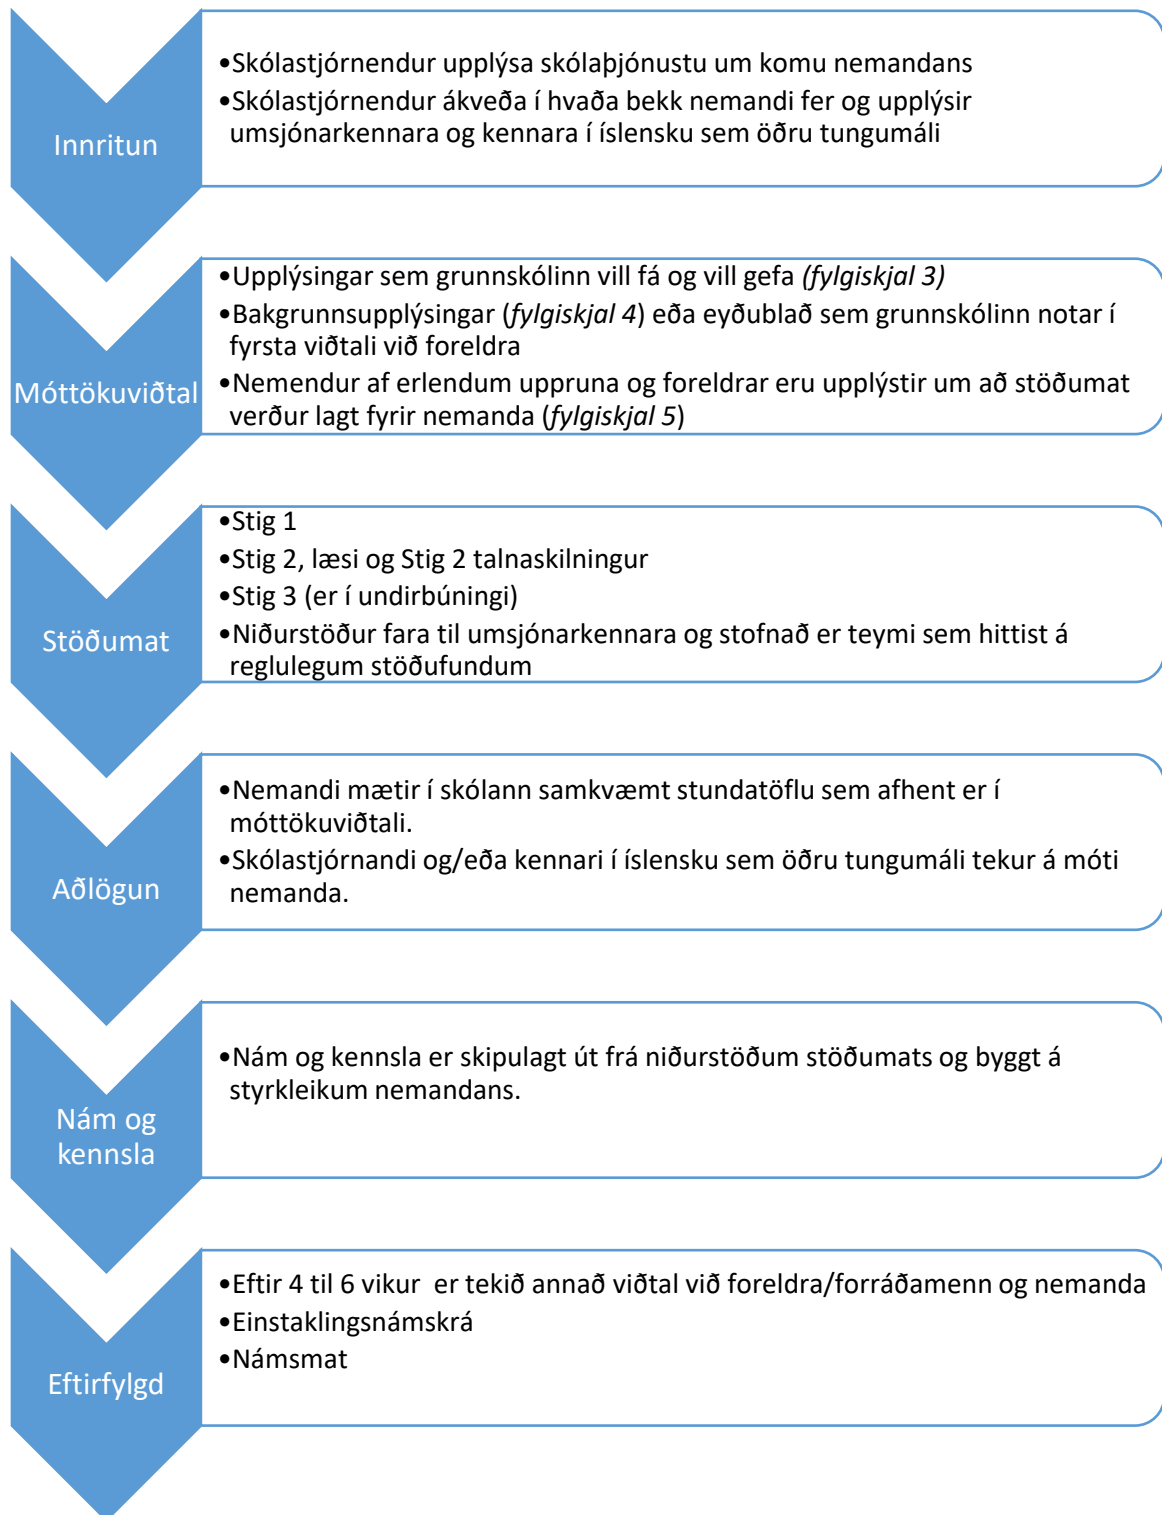 Innritun
•Skólastjórnendur upplýsa skólaþjónustu um komu nemandans
•Skólastjórnendur ákveða í hvaða bekk nemandi fer og upplýsir
umsjónarkennara og kennara í íslensku sem öðru tungumáli
Móttökuviðtal
•Upplýsingar sem grunnskólinn vill fá og vill gefa (fylgiskjal 3)
•Bakgrunnsupplýsingar (fylgiskjal 4) eða eyðublað sem grunnskólinn notar í
fyrsta viðtali við foreldra
•Nemendur af erlendum uppruna og foreldrar eru upplýstir um að stöðumat
verður lagt fyrir nemanda (fylgiskjal 5)
Stöðumat
•Stig 1
•Stig 2, læsi og Stig 2 talnaskilningur
•Stig 3 (er í undirbúningi)
•Niðurstöður fara til umsjónarkennara og stofnað er teymi sem hittist á
reglulegum stöðufundum
Aðlögun
•Nemandi mætir í skólann samkvæmt stundatöflu sem afhent er í
móttökuviðtali.
•Skólastjórnandi og/eða kennari í íslensku sem öðru tungumáli tekur á móti
nemanda.
Nám og
kennsla
•Nám og kennsla er skipulagt út frá niðurstöðum stöðumats og byggt á
styrkleikum nemandans.
Eftirfylgd
•Eftir 4 til 6 vikur  er tekið annað viðtal við foreldra/forráðamenn og nemanda
•Einstaklingsnámskrá
•Námsmat